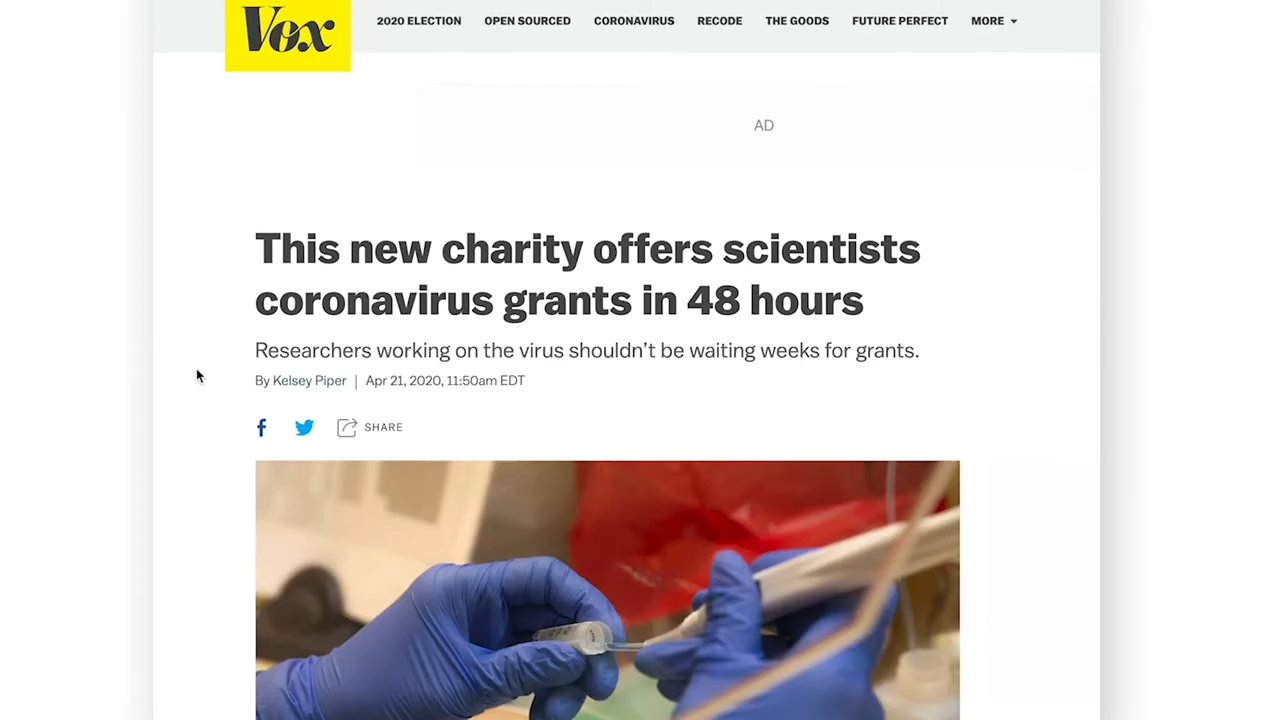 Vox
2020 ELECTION OPEN SOURCED CORONAVIRUS RECODE THE GOODS FUTURE PERFECT MORE
AD
This new charity offers scientists
coronavirus grants in 48 hours
Researchers working on the virus shouldn't be waiting weeks for grants.
By Kelsey Piper | Apr 21, 2020, 11:50am EDT
SHARE